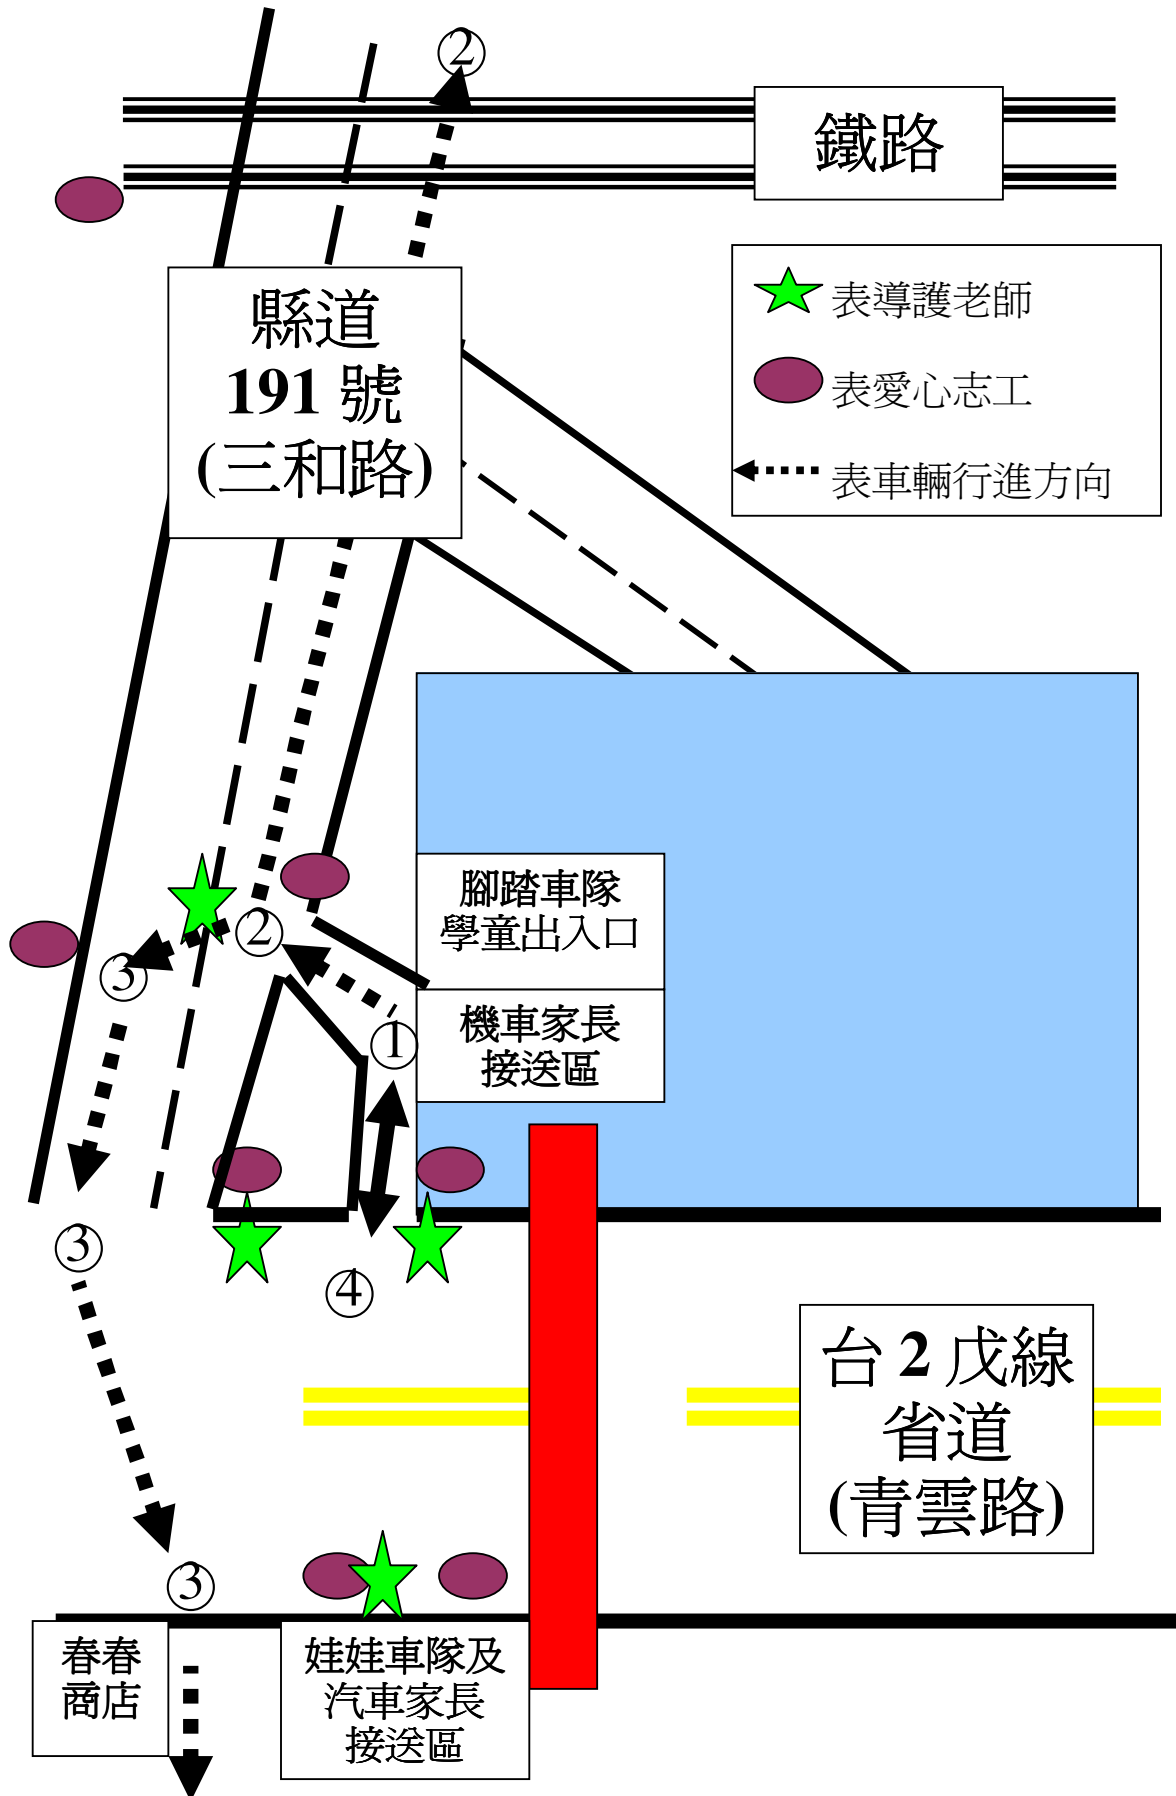 ②
鐵路
縣道
191 號
(三和路)
表導護老師
表愛心志工
表車輛行進方向
腳踏車隊
學童出入口
②
③
機車家長
接送區
①
③
④
台 2 戊線
省道
(青雲路)
③
春春
商店
娃娃車隊及
汽車家長
接送區